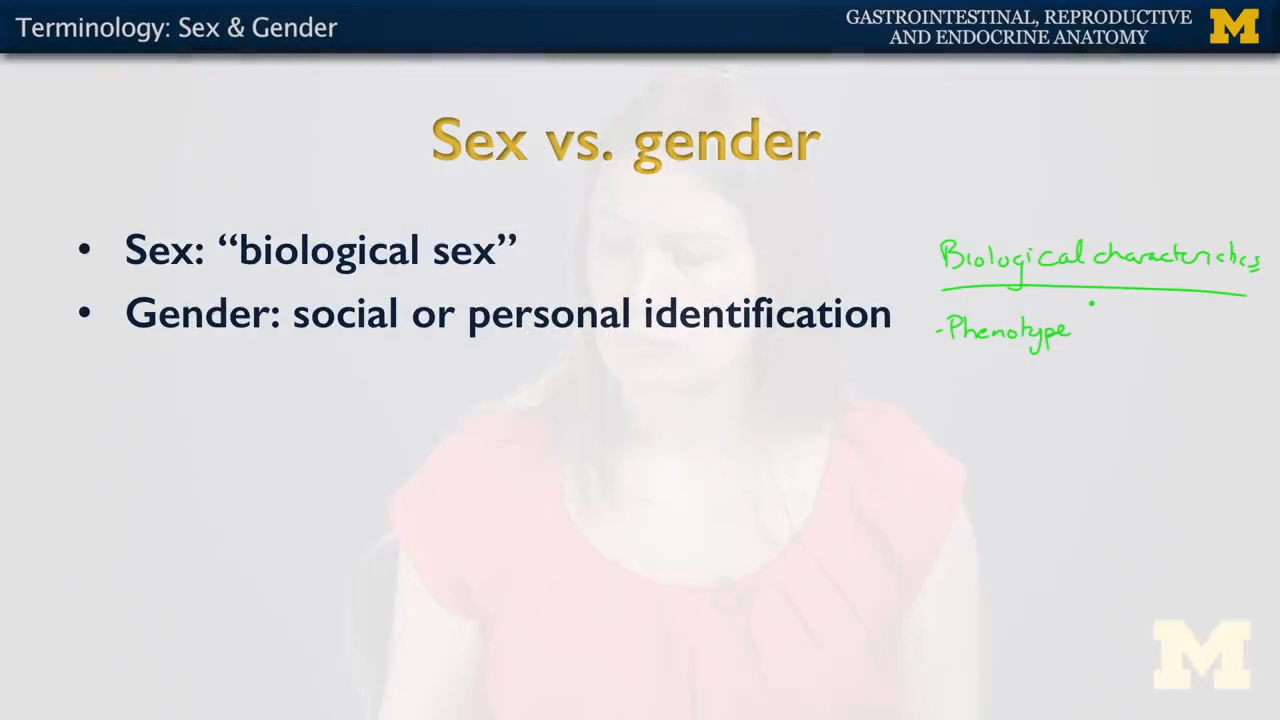 Terminology: Sex & Gender
GASTROINTESTINAL, REPRODUCTIVE
AND ENDOCRINE ANATOMY
M
Sex vs. gender
• Sex: “biological sex”
• Gender: social or personal identification
Biological characteristics
- Phenotype
M